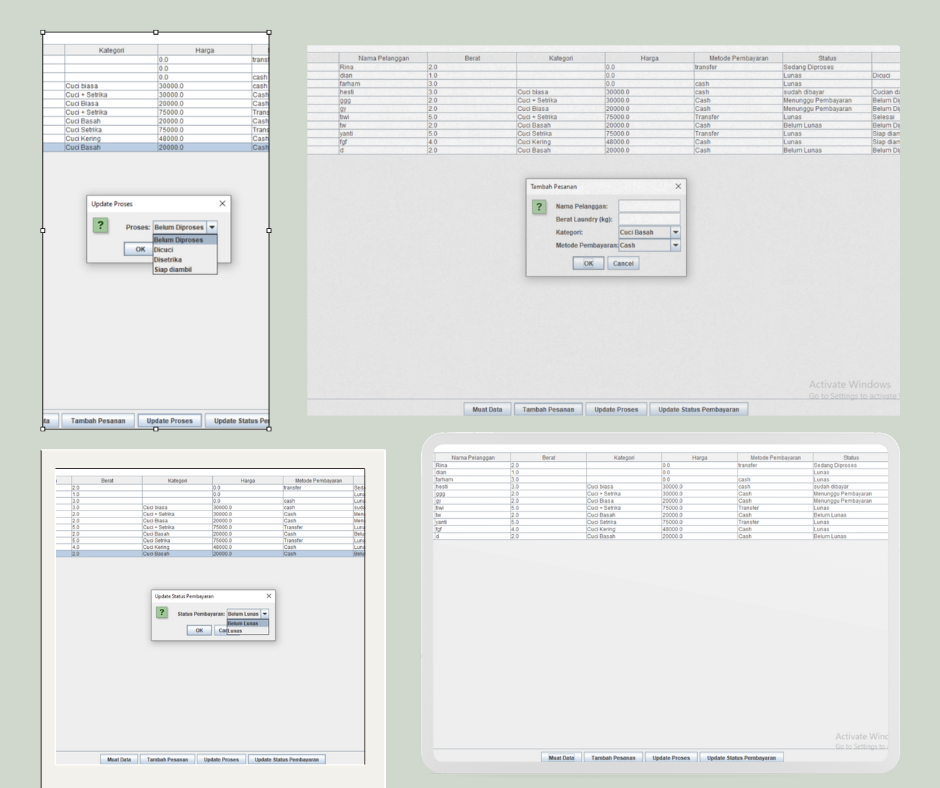 Kategori Harga
0.0 trans
0.0
0.0 cash
Cuci biasa 30000.0 cash
Cuci + Setrika 30000.0 Cash
Cuci Biasa 20000.0 Cash
Cuci + Setrika 75000.0 Trans
Cuci Basah 20000.0 Cash
Cuci Setrika 75000.0 Trans
Cuci Kering 48000.0 Cash
Cuci Basah 20000.0 Cash
Update Proses
Proses: Belum Diproses
Belum Diproses
OK Dicuci
Disetrika
Siap diambil
ta Tambah Pesanan Update Proses Update Status Pe
Nama Pelanggan Berat Kategori Harga Metode Pembayaran Status
Rina 2.0 0.0 transfer Sedang Diproses
dian 1.0 0.0 Lunas Dicuci
farham 3.0 0.0 cash Lunas
hesti 3.0 Cuci biasa 30000.0 cash sudah dibayar Cucian da
ggg 2.0 Cuci + Setrika 30000.0 Cash Menunggu Pembayaran Belum Di
gy 2.0 Cuci Biasa 20000.0 Cash Menunggu Pembayaran Belum Di
tiwi 5.0 Cuci + Setrika 75000.0 Transfer Lunas Selesai
tw 2.0 Cuci Basah 20000.0 Cash Belum Lunas Belum Di
yanti 5.0 Cuci Setrika 75000.0 Transfer Lunas Siap diam
fgf 4.0 Cuci Kering 48000.0 Cash Lunas Siap diam
d 2.0 Cuci Basah 20000.0 Cash Belum Lunas Belum Di
Tambah Pesanan
? Nama Pelanggan:
Berat Laundry (kg):
Kategori: Cuci Basah
Metode Pembayaran: Cash
OK Cancel
Activate Windows
Go to Settings to activate
Muat Data Tambah Pesanan Update Proses Update Status Pembayaran
Berat Kategori Harga Metode Pembayaran
2.0 0.0 transfer Seda
1.0 0.0 Luna
3.0 0.0 cash Luna
3.0 Cuci biasa 30000.0 cash suda
2.0 Cuci + Setrika 30000.0 Cash Men
2.0 Cuci Biasa 20000.0 Cash Men
5.0 Cuci + Setrika 75000.0 Transfer Luna
2.0 Cuci Basah 20000.0 Cash Belu
5.0 Cuci Setrika 75000.0 Transfer Luna
4.0 Cuci Kering 48000.0 Cash Luna
2.0 Cuci Basah 20000.0 Cash Belu
Update Status Pembayaran
? Status Pembayaran: Belum Lunas
Belum Lunas
OK Can Lunas
Muat Data Tambah Pesanan Update Proses Update Status Pembayaran
Nama Pelanggan Berat Kategori Harga Metode Pembayaran Status
Rina 2.0 0.0 transfer Sedang Diproses
dian 1.0 0.0 Lunas
farham 3.0 0.0 cash Lunas
hesti 3.0 Cuci biasa 30000.0 cash sudah dibayar
ggg 2.0 Cuci + Setrika 30000.0 Cash Menunggu Pembayaran
gy 2.0 Cuci Biasa 20000.0 Cash Menunggu Pembayaran
tiwi 5.0 Cuci + Setrika 75000.0 Transfer Lunas
tw 2.0 Cuci Basah 20000.0 Cash Belum Lunas
yanti 5.0 Cuci Setrika 75000.0 Transfer Lunas
fgf 4.0 Cuci Kering 48000.0 Cash Lunas
d 2.0 Cuci Basah 20000.0 Cash Belum Lunas
Activate Wind
Go to Settings to
Muat Data Tambah Pesanan Update Proses Update Status Pembayaran